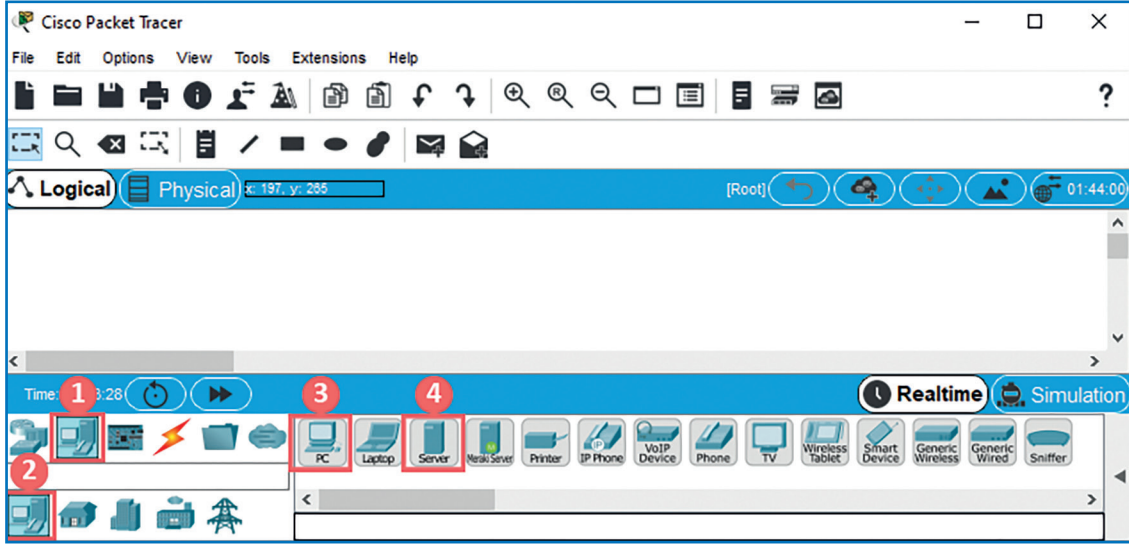 Cisco Packet Tracer
File Edit Options View Tools Extensions Help
?
Logical Physical x: 197, y: 265 [Root] 01:44:00
Time: 3:28 Realtime Simulation
1 3 4
PC Laptop Server Meraki Server Printer IP Phone VoIP Device Phone TV Wireless Tablet Smart Device Generic Wireless Generic Wired Sniffer
2